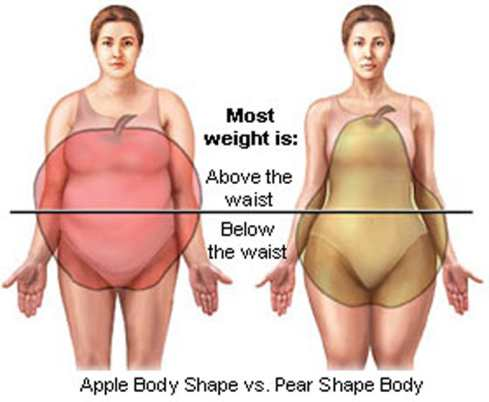 Most
weight is:
Above the
waist
Below
the waist
Apple Body Shape vs. Pear Shape Body